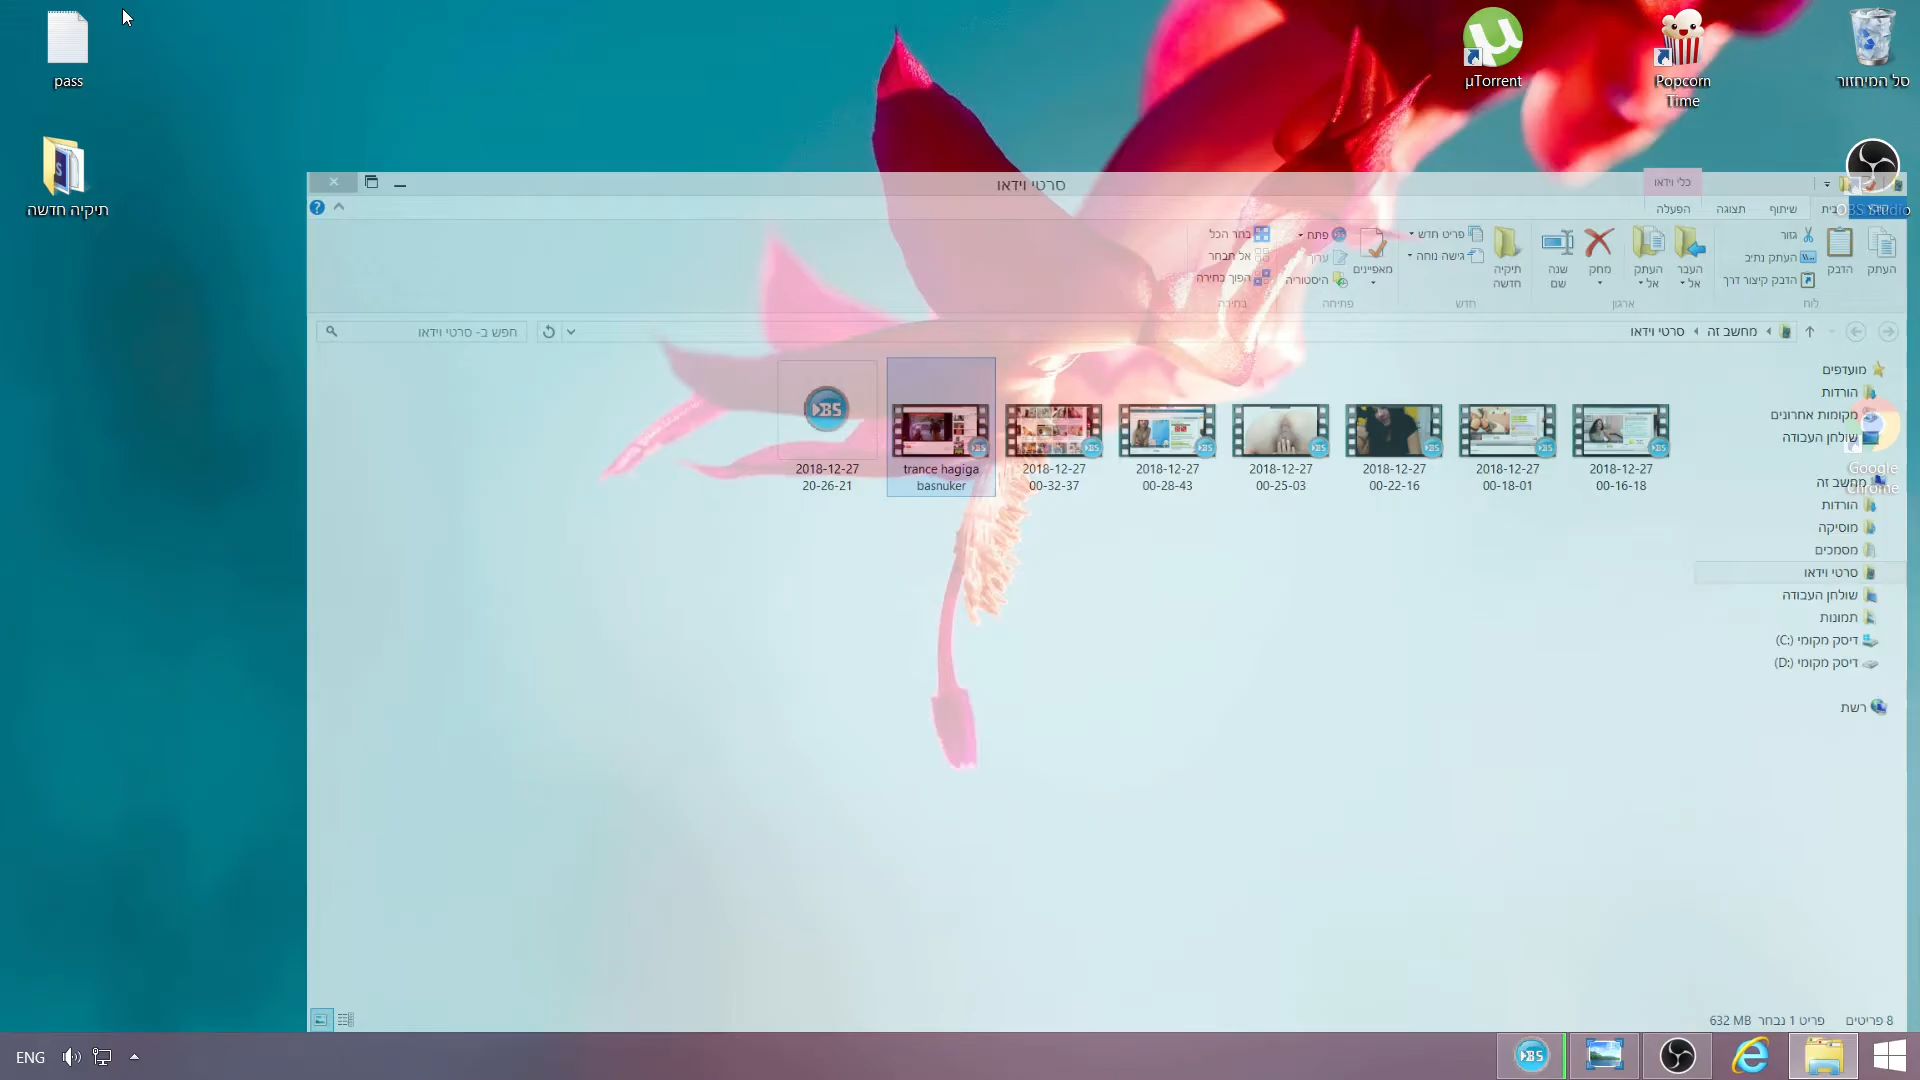 pass
תיקיה חדשה
µTorrent
Popcorn
Time
סל המיחזור
סרטי וידאו
כלי וידאו
OBS Studio
קובץ
בית
שיתוף
תצוגה
הפעלה
העתק
הדבק
גזור
העתק נתיב
הדבק קיצור דרך
לוח
העבר
אל
העתק
אל
מחק
שנה
שם
ארגון
תיקיה
חדשה
פריט חדש
גישה נוחה
חדש
מאפיינים
פתח
ערוך
היסטוריה
פתיחה
בחר הכל
אל תבחר
הפוך בחירה
בחירה
מחשב זה
סרטי וידאו
חפש ב- סרטי וידאו
מועדפים
הורדות
מקומות אחרונים
שולחן העבודה
Google
Chrome
מחשב זה
הורדות
מוסיקה
מסמכים
סרטי וידאו
שולחן העבודה
תמונות
דיסק מקומי (C:)
דיסק מקומי (D:)
רשת
2018-12-27
00-16-18
2018-12-27
00-18-01
2018-12-27
00-22-16
2018-12-27
00-25-03
2018-12-27
00-28-43
2018-12-27
00-32-37
trance hagiga
basnuker
2018-12-27
20-26-21
8 פריטים
פריט 1 נבחר
632 MB
ENG